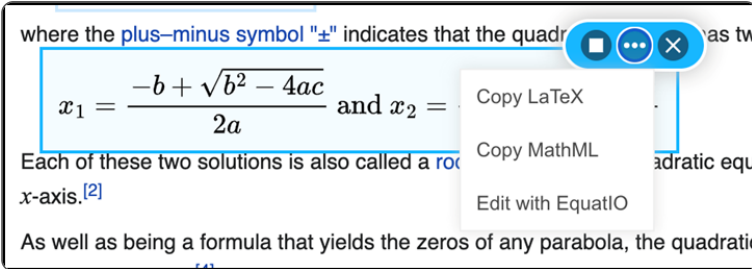 where the plus–minus symbol "±" indicates that the quadr as tw
x₁ = (−b + √(b² − 4ac)) / (2a) and x₂ =
Copy LaTeX
Copy MathML
Edit with EquatIO
Each of these two solutions is also called a roo adratic equ
x-axis.[2]
As well as being a formula that yields the zeros of any parabola, the quadrati